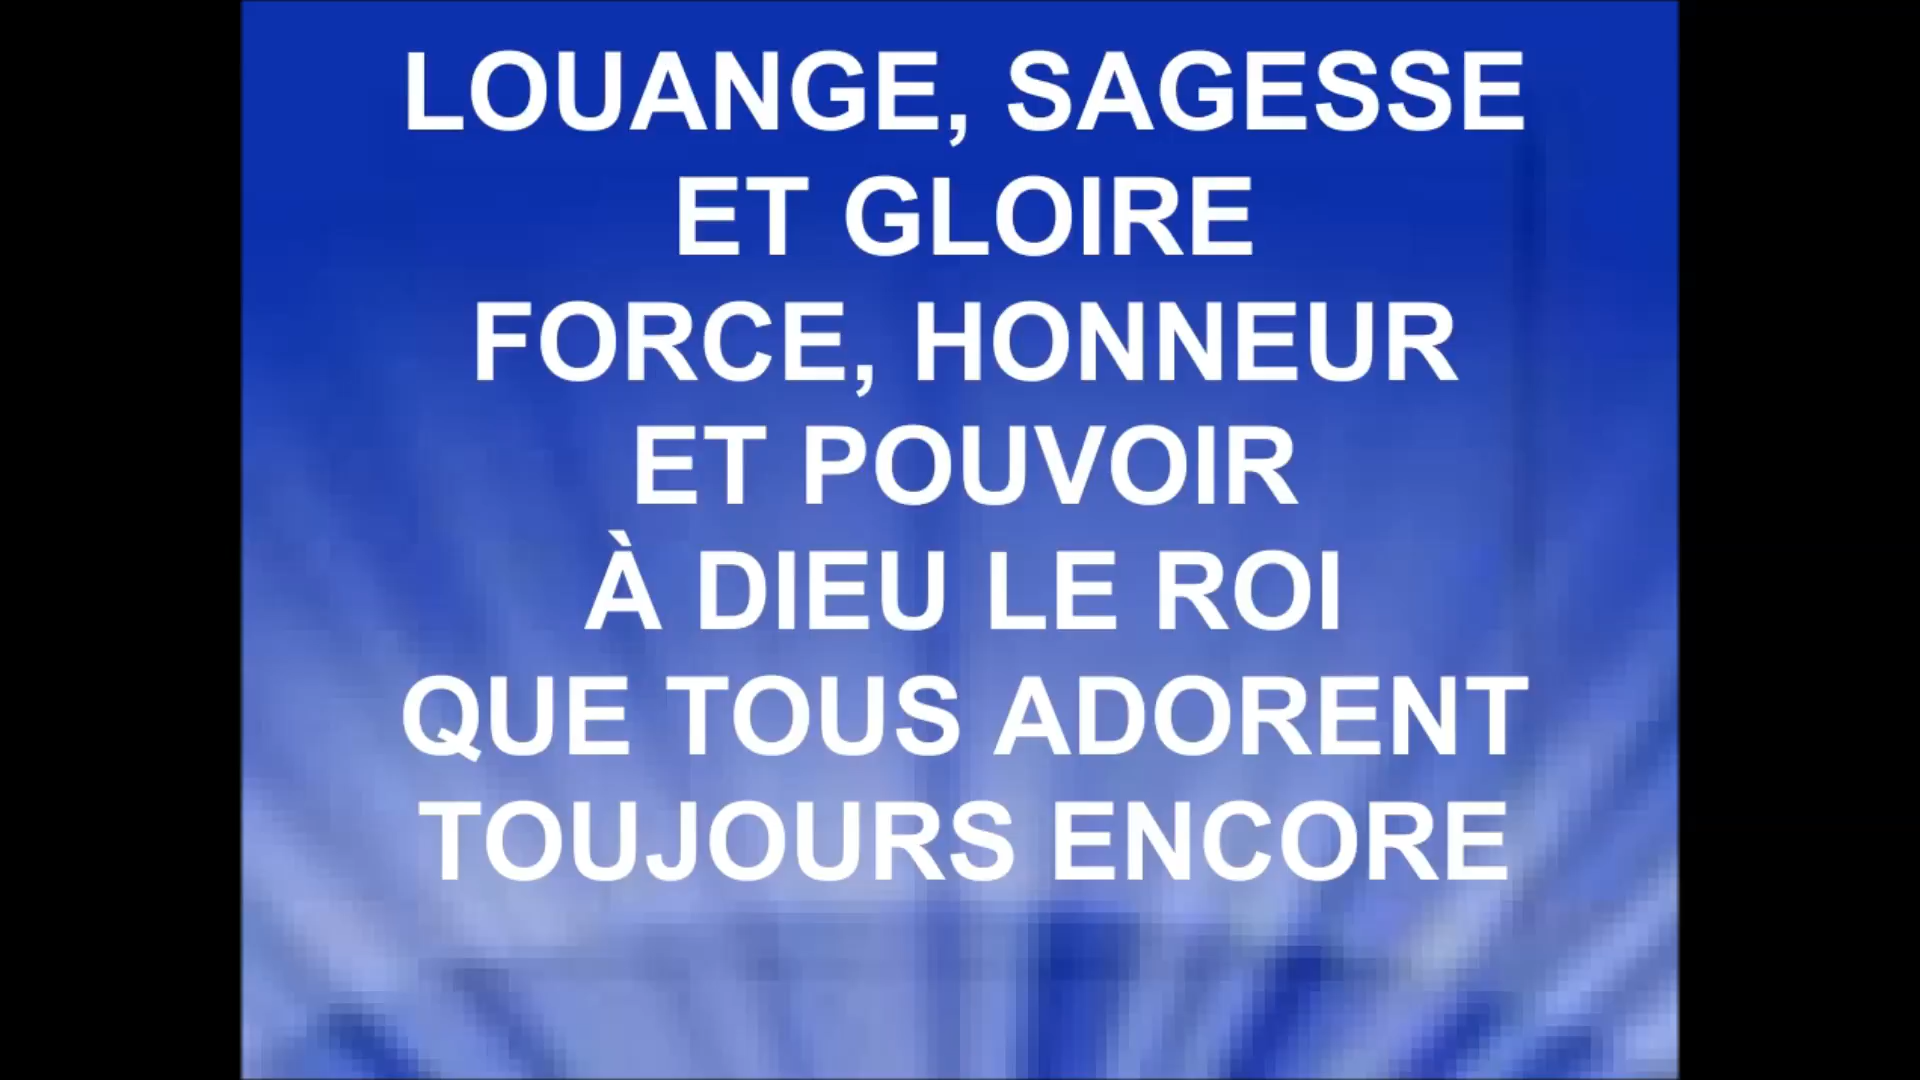 LOUANGE, SAGESSE
ET GLOIRE
FORCE, HONNEUR
ET POUVOIR
À DIEU LE ROI
QUE TOUS ADORENT
TOUJOURS ENCORE